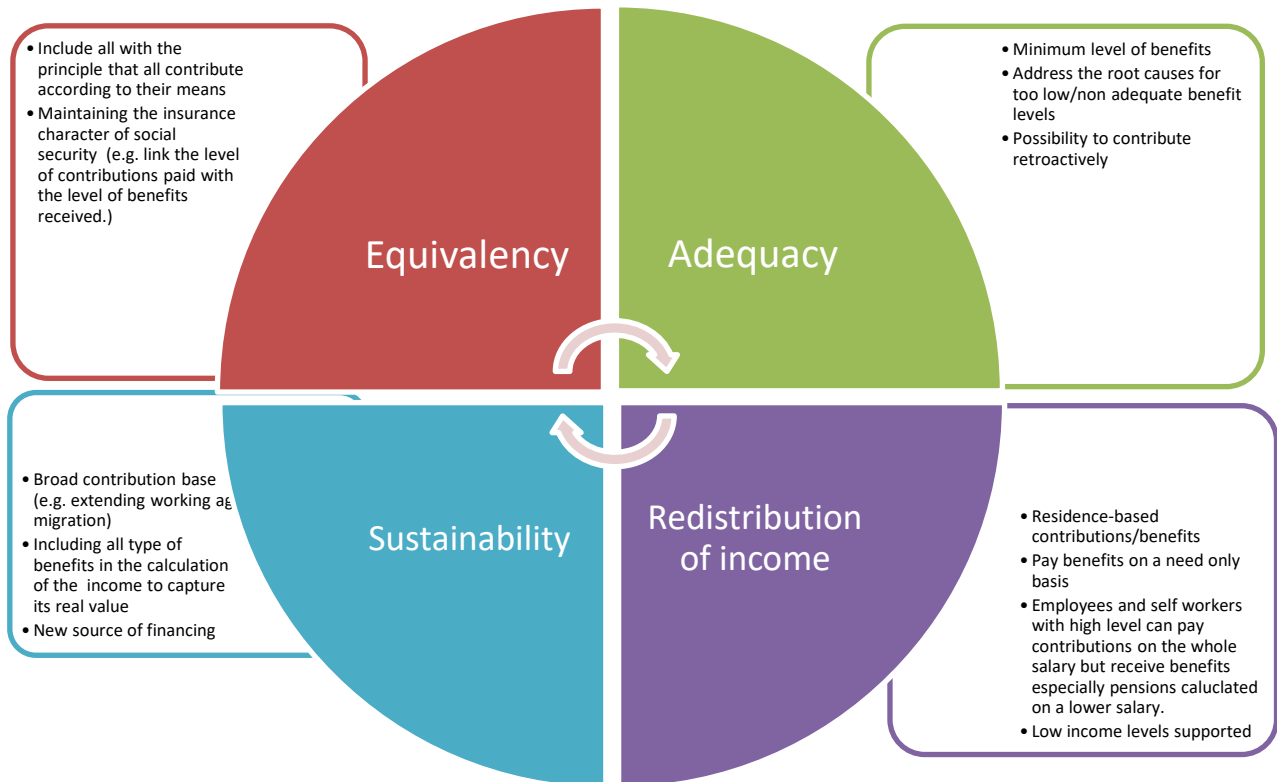 • Include all with the
principle that all contribute
according to their means
• Maintaining the insurance
character of social
security (e.g. link the level
of contributions paid with
the level of benefits
received.)
Equivalency
• Minimum level of benefits
• Address the root causes for
too low/non adequate benefit
levels
• Possibility to contribute
retroactively
Adequacy
• Broad contribution base
(e.g. extending working
migration)
• Including all type of
benefits in the calculation
of the income to capture
its real value
• New source of financing
Sustainability
Redistribution
of income
• Residence-based
contributions/benefits
• Pay benefits on a need only
basis
• Employees and self workers
with high level can pay
contributions on the whole
salary but receive benefits
especially pensions caluclated
on a lower salary.
• Low income levels supported